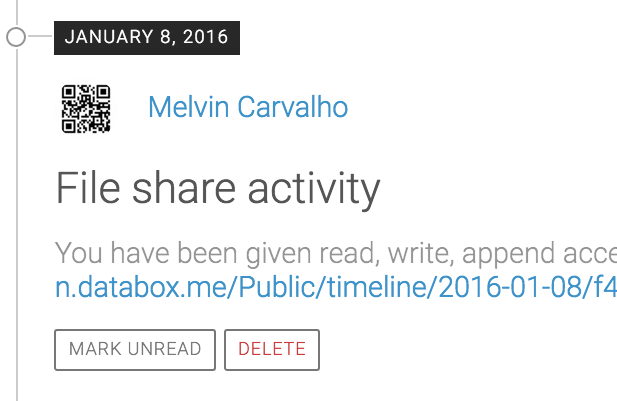 JANUARY 8, 2016
Melvin Carvalho
File share activity
You have been given read, write, append acce
n.databox.me/Public/timeline/2016-01-08/f4
MARK UNREAD DELETE